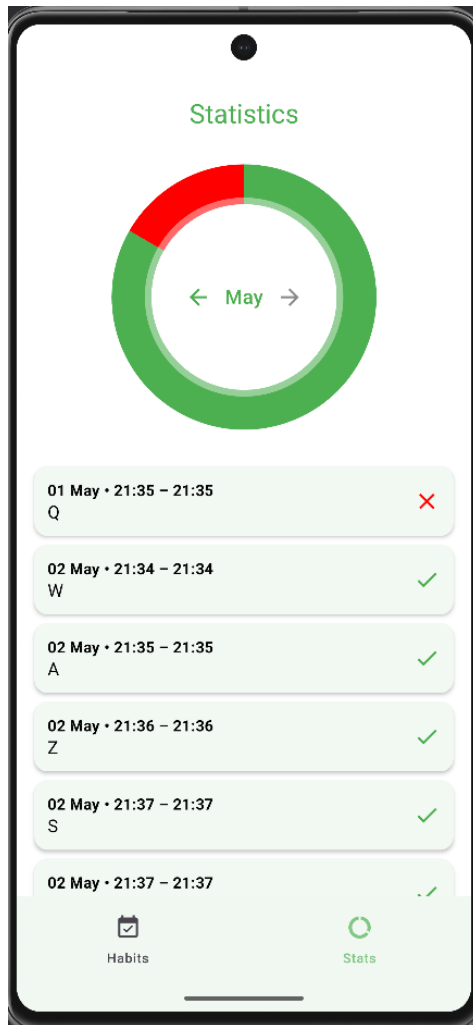 Statistics
May
01 May • 21:35 – 21:35
Q
02 May • 21:34 – 21:34
W
02 May • 21:35 – 21:35
A
02 May • 21:36 – 21:36
Z
02 May • 21:37 – 21:37
S
02 May • 21:37 – 21:37
Habits
Stats